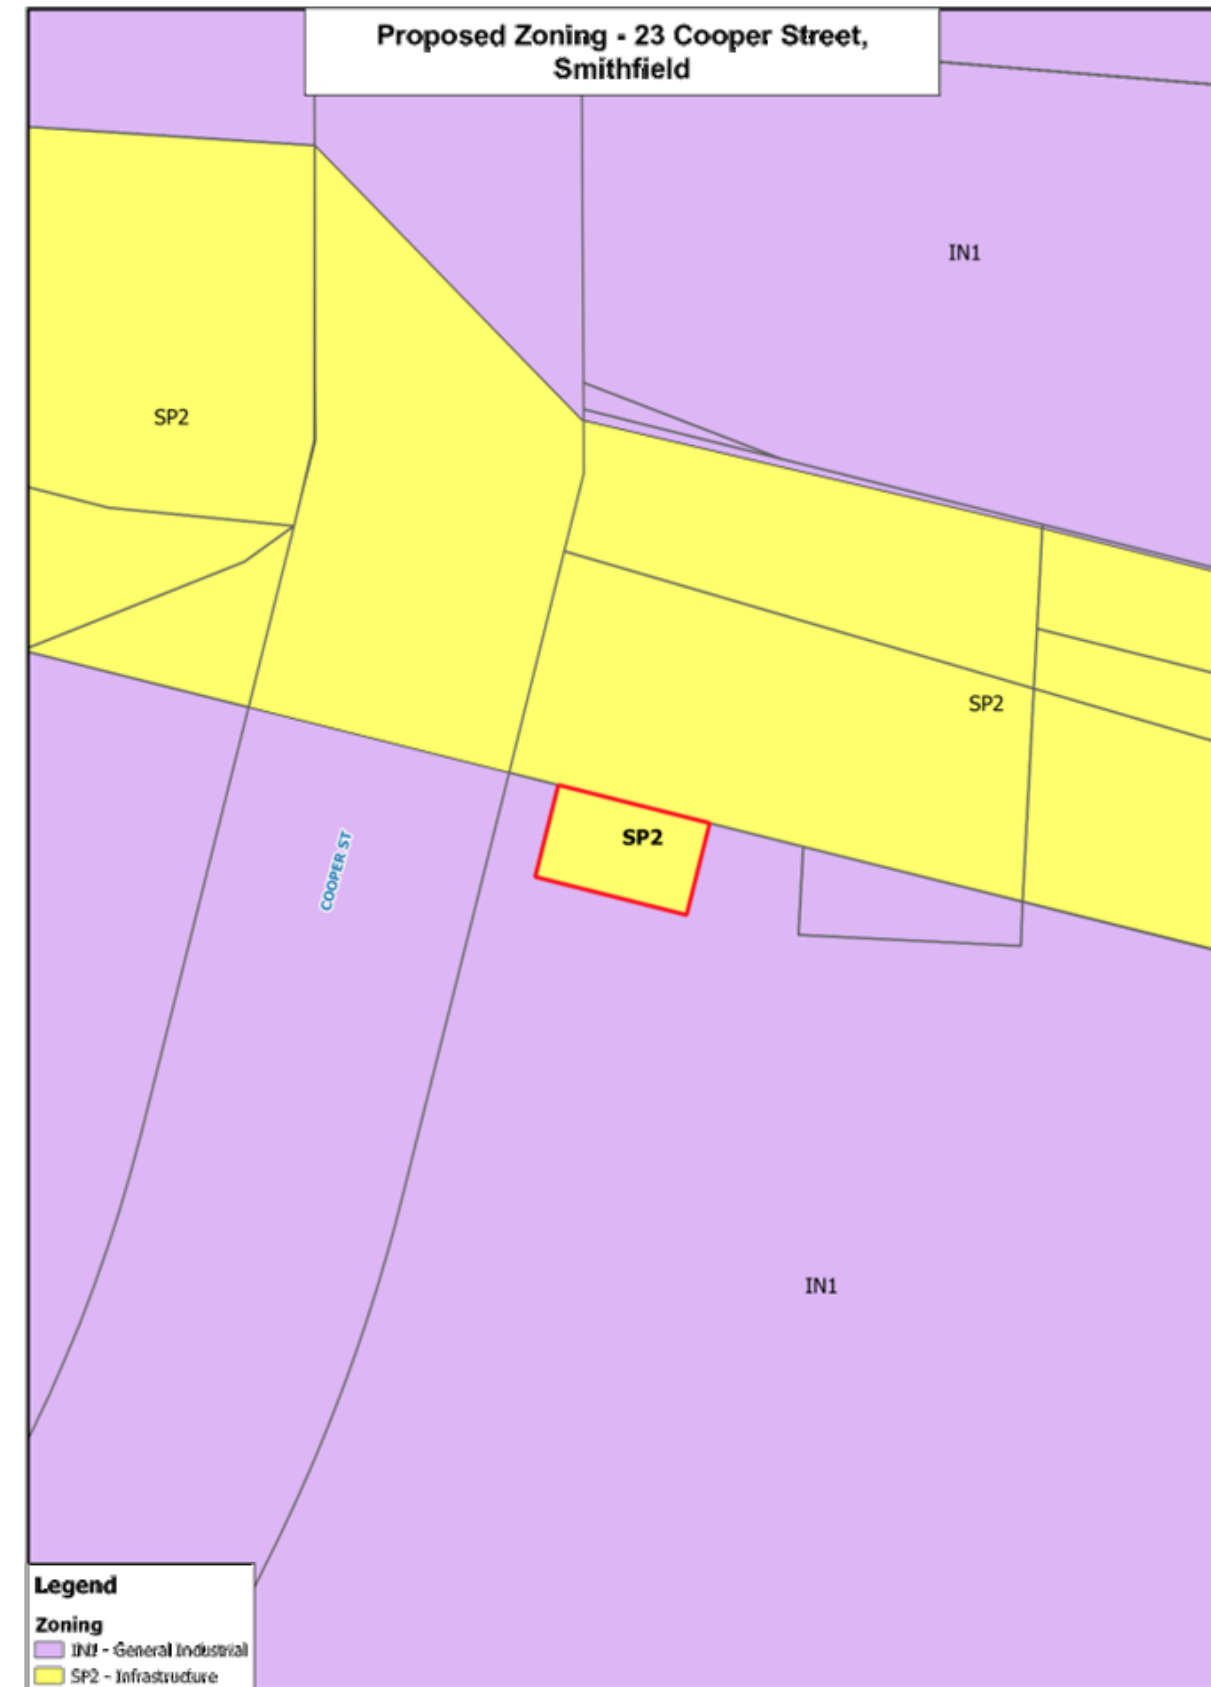 Proposed Zoning - 23 Cooper Street,
Smithfield
IN1
SP2
SP2
SP2
COOPER ST
IN1
Legend
Zoning
IN1 - General Industrial
SP2 - Infrastructure